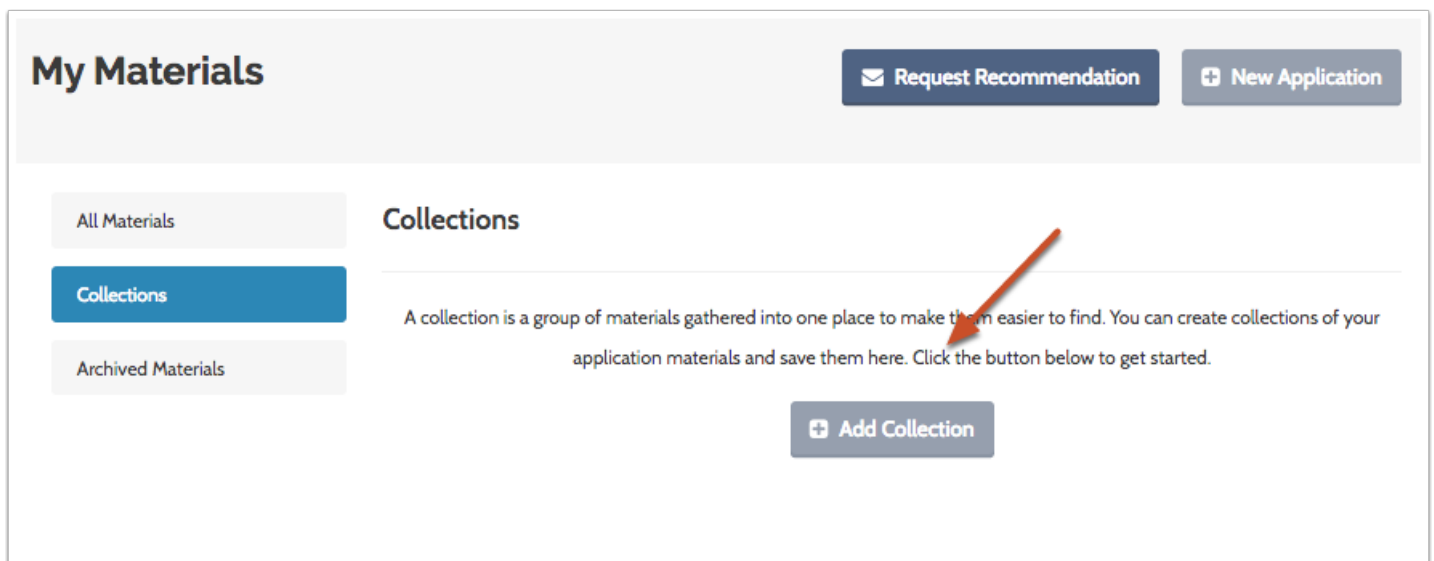 My Materials
Request Recommendation
New Application
All Materials
Collections
Archived Materials
Collections
A collection is a group of materials gathered into one place to make them easier to find. You can create collections of your
application materials and save them here. Click the button below to get started.
Add Collection